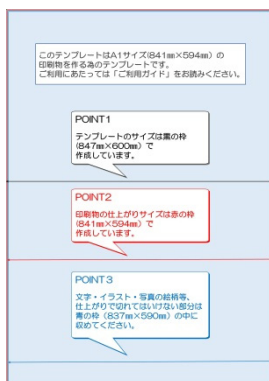 このテンプレートはA1サイズ(841㎜×594㎜）の
印刷物を作る為のテンプレートです。
ご利用にあたっては「ご利用ガイド」をお読みください。
POINT1
テンプレートのサイズは黒の枠
(847㎜×600㎜）で
作成しています。
POINT2
印刷物の仕上がりサイズは赤の枠
(841㎜×594㎜）で
作成しています。
POINT3
文字・イラスト・写真の絵柄等、
仕上がりで切れてはいけない部分は
青の枠（837㎜×590㎜）の中に
収めてください。